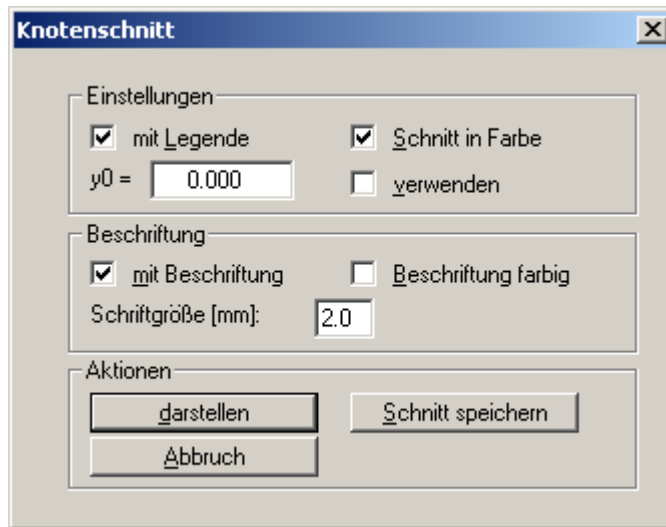 Knotenschnitt
Einstellungen
mit Legende Schnitt in Farbe
y0 = 0.000 verwenden
Beschriftung
mit Beschriftung Beschriftung farbig
Schriftgröße [mm]: 2.0
Aktionen
darstellen Schnitt speichern
Abbruch